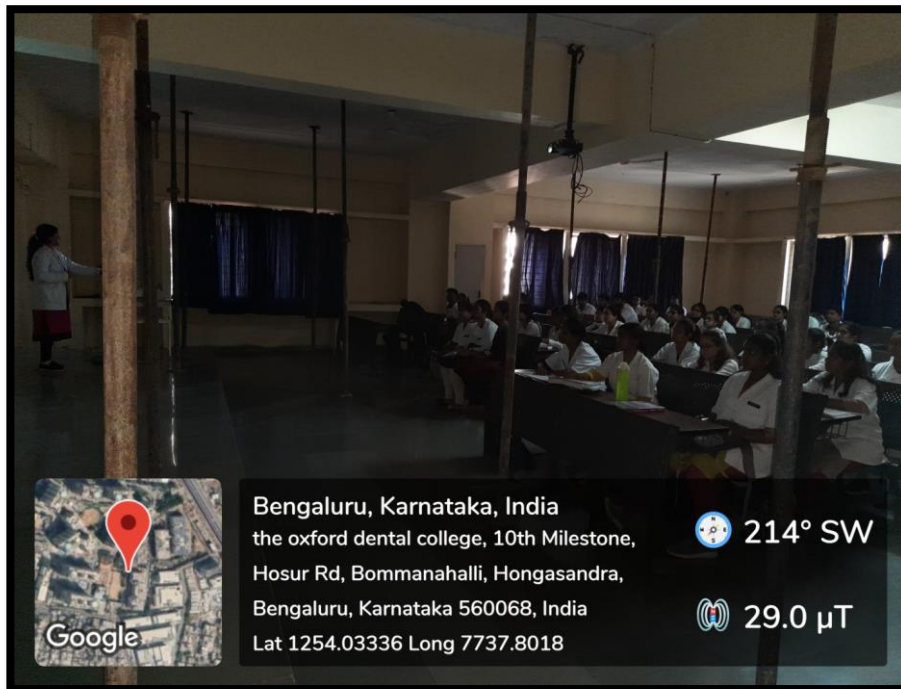 Bengaluru, Karnataka, India
the oxford dental college, 10th Milestone,
Hosur Rd, Bommanahalli, Hongasandra,
Bengaluru, Karnataka 560068, India
Lat 1254.03336 Long 7737.8018
214° SW
29.0 µT
Google